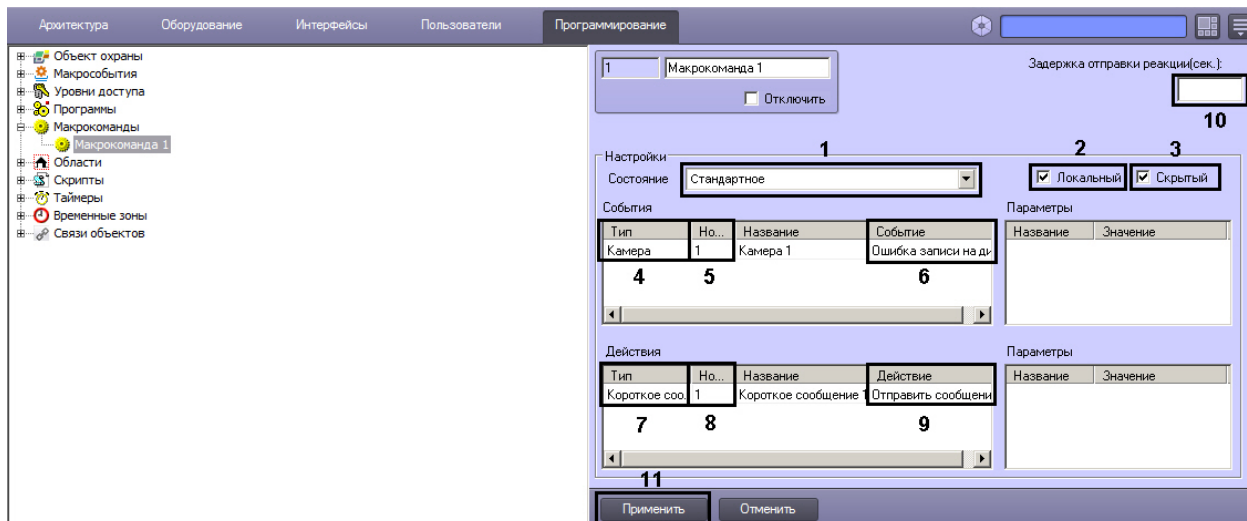 Архитектура Оборудование Интерфейсы Пользователи Программирование
Объект охраны
Макрособытия
Уровни доступа
Программы
Макрокоманды
Макрокоманда 1
Области
Скрипты
Таймеры
Временные зоны
Связи объектов
1 Макрокоманда 1
Отключить
Задержка отправки реакции(сек.):
10
Настройки
1 2 3
Состояние Стандартное Локальный Скрытый
События Параметры
Тип Но... Название Событие Название Значение
Камера 1 Камера 1 Ошибка записи на ди
4 5 6
Действия Параметры
Тип Но... Название Действие Название Значение
Короткое соо. 1 Короткое сообщение 1 Отправить сообщени
7 8 9
11
Применить Отменить